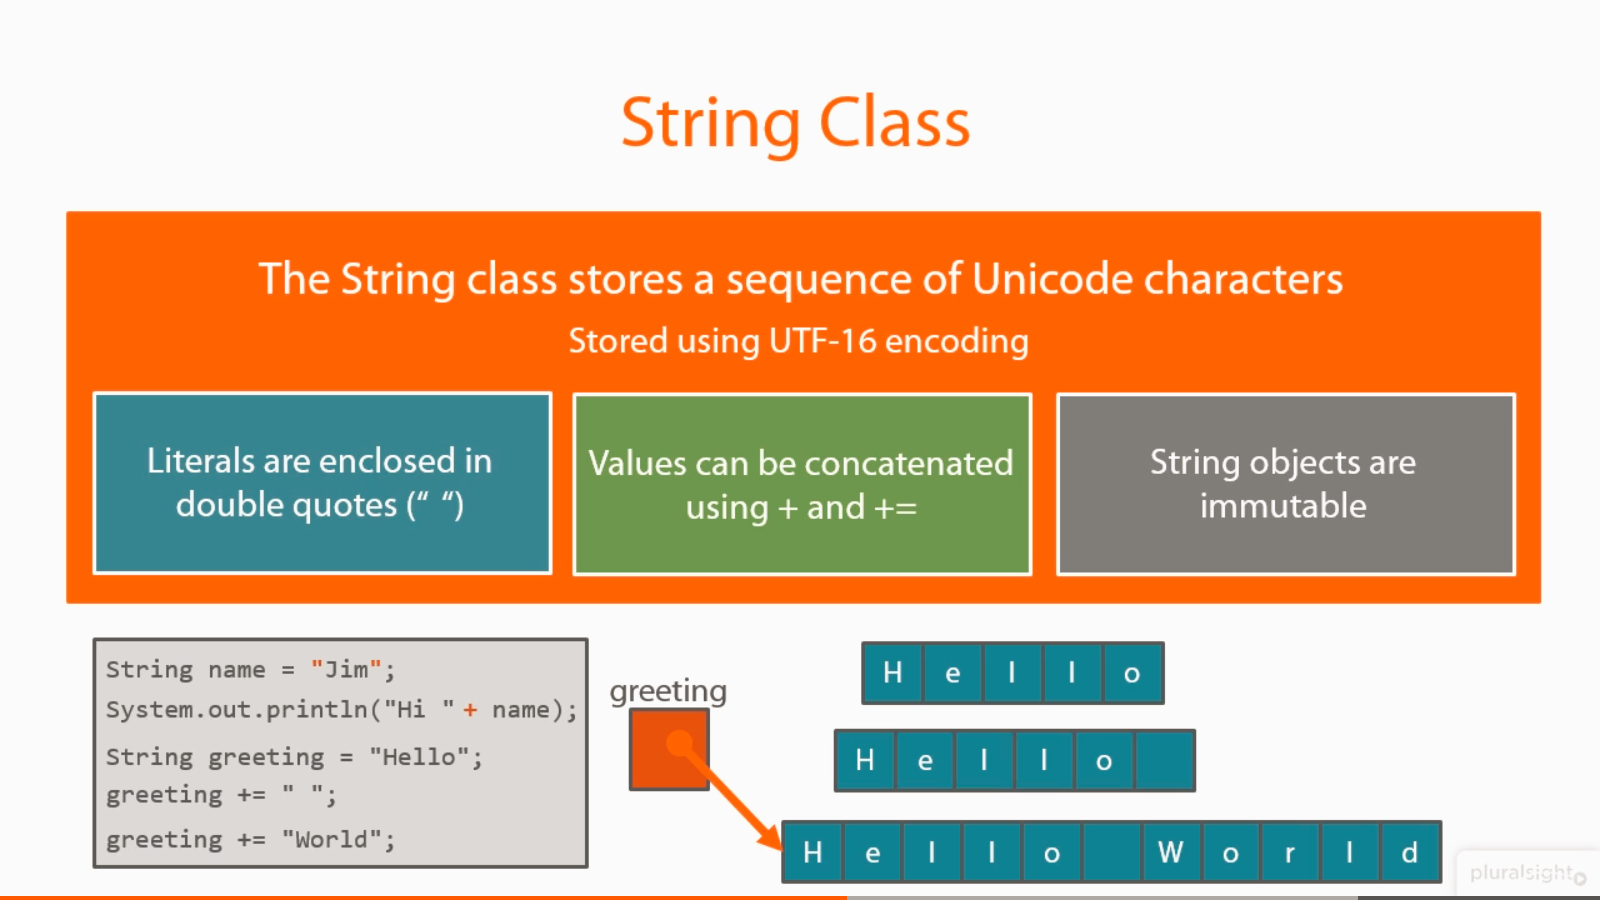 String Class
The String class stores a sequence of Unicode characters
Stored using UTF-16 encoding
Literals are enclosed in
double quotes (“ “)
Values can be concatenated
using + and +=
String objects are
immutable
String name = "Jim";
System.out.println("Hi " + name);
String greeting = "Hello";
greeting += " ";
greeting += "World";
greeting
H e l l o
H e l l o
H e l l o   W o r l d
pluralsight